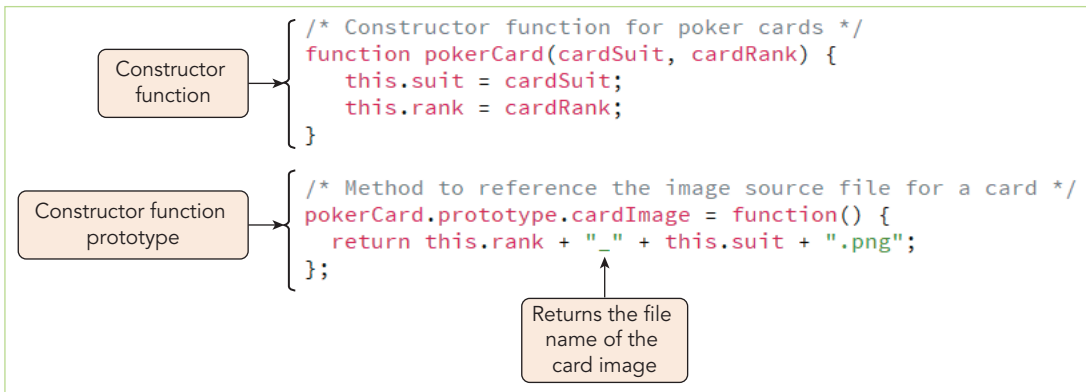 Constructor
function
/* Constructor function for poker cards */
function pokerCard(cardSuit, cardRank) {
   this.suit = cardSuit;
   this.rank = cardRank;
}
Constructor function
prototype
/* Method to reference the image source file for a card */
pokerCard.prototype.cardImage = function() {
  return this.rank + "_" + this.suit + ".png";
};
Returns the file
name of the
card image